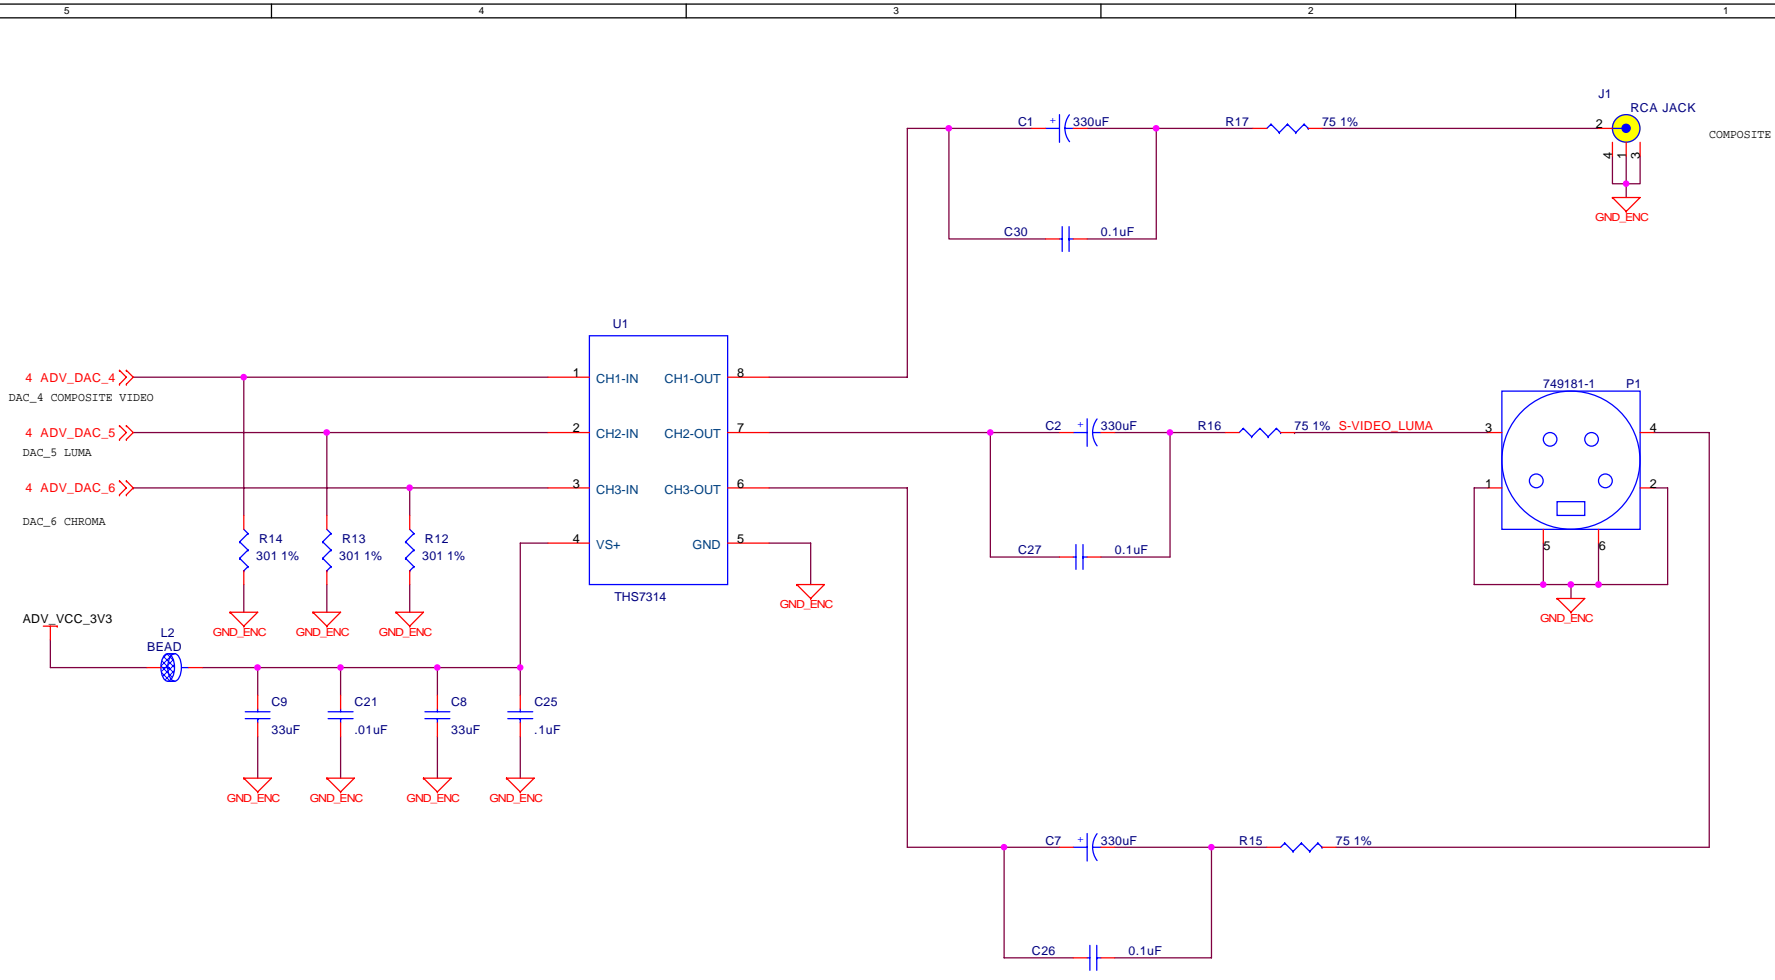 5 4 3 2 1
J1
RCA JACK
C1 + 330uF R17 75 1% 2
COMPOSITE
4 1 3
GND_ENC
C30 0.1uF
U1
4 ADV_DAC_4 1 CH1-IN CH1-OUT 8
DAC_4 COMPOSITE VIDEO
749181-1 P1
4 ADV_DAC_5 2 CH2-IN CH2-OUT 7 C2 + 330uF R16 75 1% S-VIDEO_LUMA 3 4
DAC_5 LUMA
4 ADV_DAC_6 3 CH3-IN CH3-OUT 6 1 2
DAC_6 CHROMA
R14 R13 R12
301 1% 301 1% 301 1%
4 VS+ GND 5 C27 0.1uF 5 6
THS7314 GND_ENC
GND_ENC
ADV_VCC_3V3
GND_ENC GND_ENC GND_ENC
L2
BEAD
C9 C21 C8 C25
33uF .01uF 33uF .1uF
GND_ENC GND_ENC GND_ENC GND_ENC
C7 + 330uF R15 75 1%
C26 0.1uF